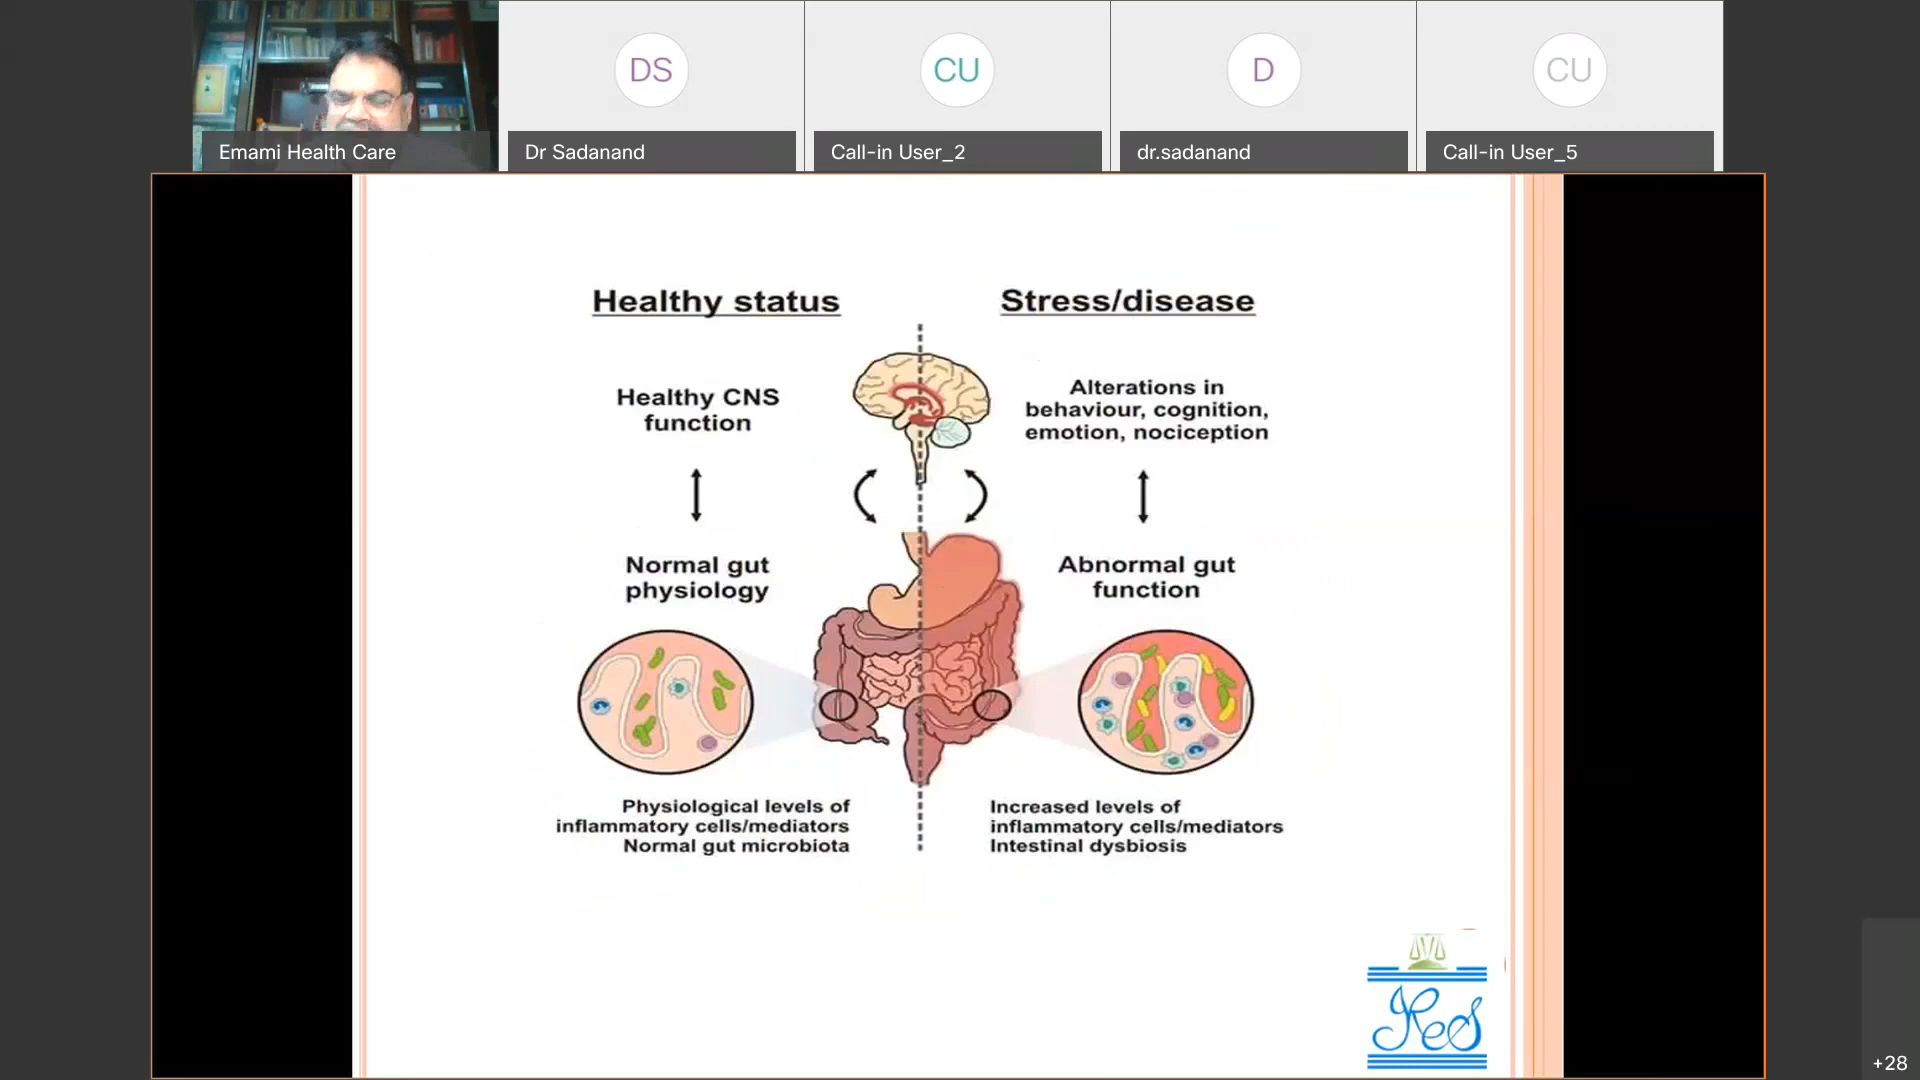 DS
CU
D
CU
Emami Health Care
Dr Sadanand
Call-in User_2
dr.sadanand
Call-in User_5
Healthy status
Stress/disease
Healthy CNS
function
Alterations in
behaviour, cognition,
emotion, nociception
Normal gut
physiology
Abnormal gut
function
Physiological levels of
inflammatory cells/mediators
Normal gut microbiota
Increased levels of
inflammatory cells/mediators
Intestinal dysbiosis
+28